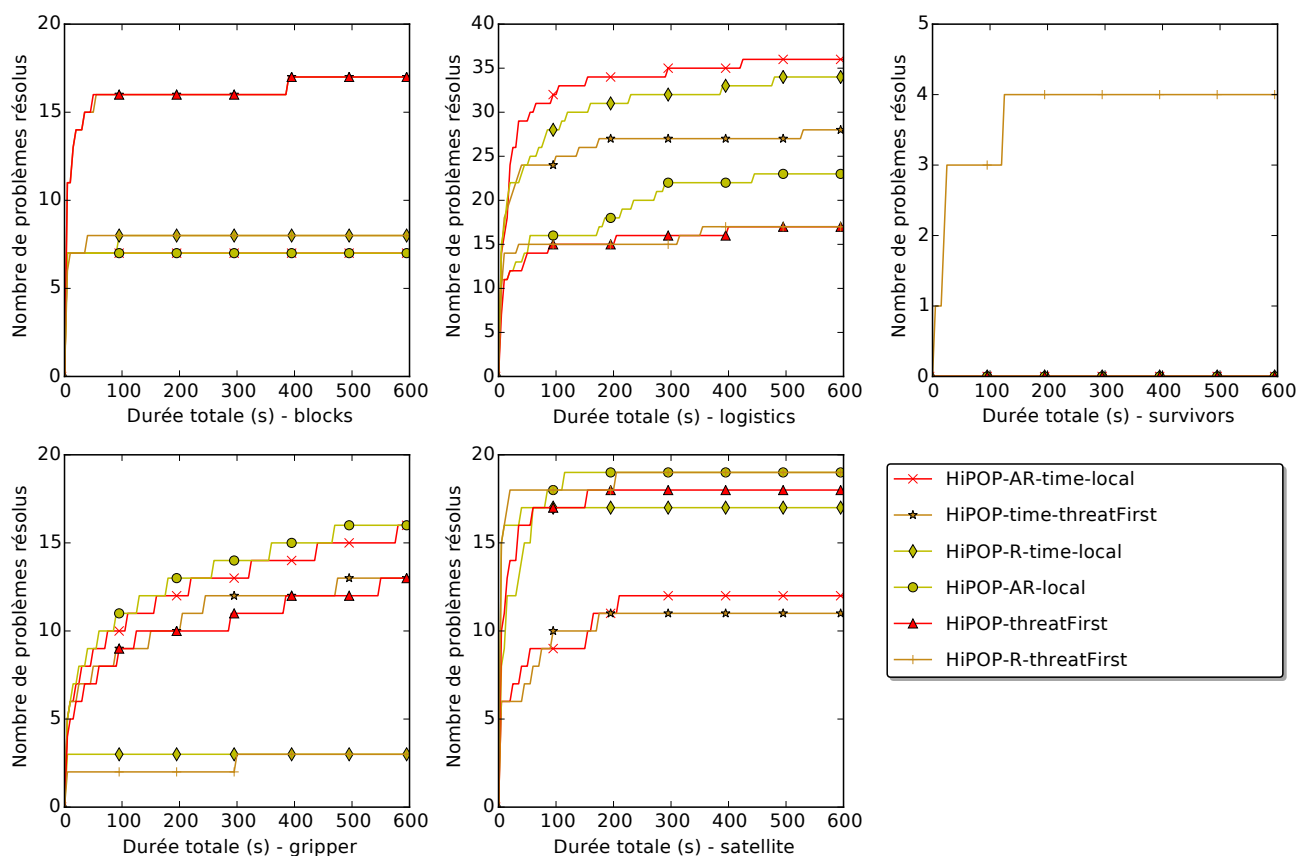 Nombre de problèmes résolus
20
15
10
5
0
0 100 200 300 400 500 600
Durée totale (s) - blocks
Nombre de problèmes résolus
40
35
30
25
20
15
10
5
0
0 100 200 300 400 500 600
Durée totale (s) - logistics
Nombre de problèmes résolus
5
4
3
2
1
0
0 100 200 300 400 500 600
Durée totale (s) - survivors
Nombre de problèmes résolus
20
15
10
5
0
0 100 200 300 400 500 600
Durée totale (s) - gripper
Nombre de problèmes résolus
20
15
10
5
0
0 100 200 300 400 500 600
Durée totale (s) - satellite
HiPOP-AR-time-local
HiPOP-time-threatFirst
HiPOP-R-time-local
HiPOP-AR-local
HiPOP-threatFirst
HiPOP-R-threatFirst